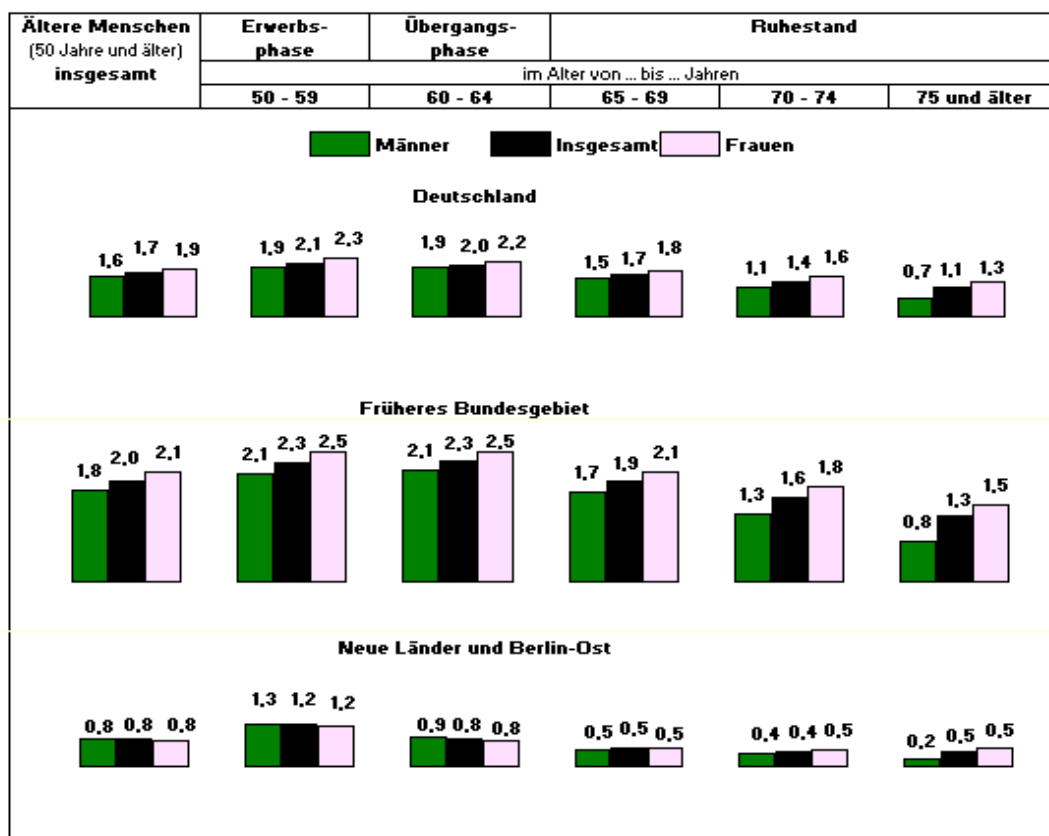 Ältere Menschen
(50 Jahre und älter)
insgesamt
Erwerbs-
phase
Übergangs-
phase
Ruhestand
im Alter von ... bis ... Jahren
50 - 59
60 - 64
65 - 69
70 - 74
75 und älter
Männer
Insgesamt
Frauen
Deutschland
1,6 1,7 1,9
1,9 2,1 2,3
1,9 2,0 2,2
1,5 1,7 1,8
1,1 1,4 1,6
0,7 1,1 1,3
Früheres Bundesgebiet
1,8 2,0 2,1
2,1 2,3 2,5
2,1 2,3 2,5
1,7 1,9 2,1
1,3 1,6 1,8
0,8 1,3 1,5
Neue Länder und Berlin-Ost
0,8 0,8 0,8
1,3 1,2 1,2
0,9 0,8 0,8
0,5 0,5 0,5
0,4 0,4 0,5
0,2 0,5 0,5